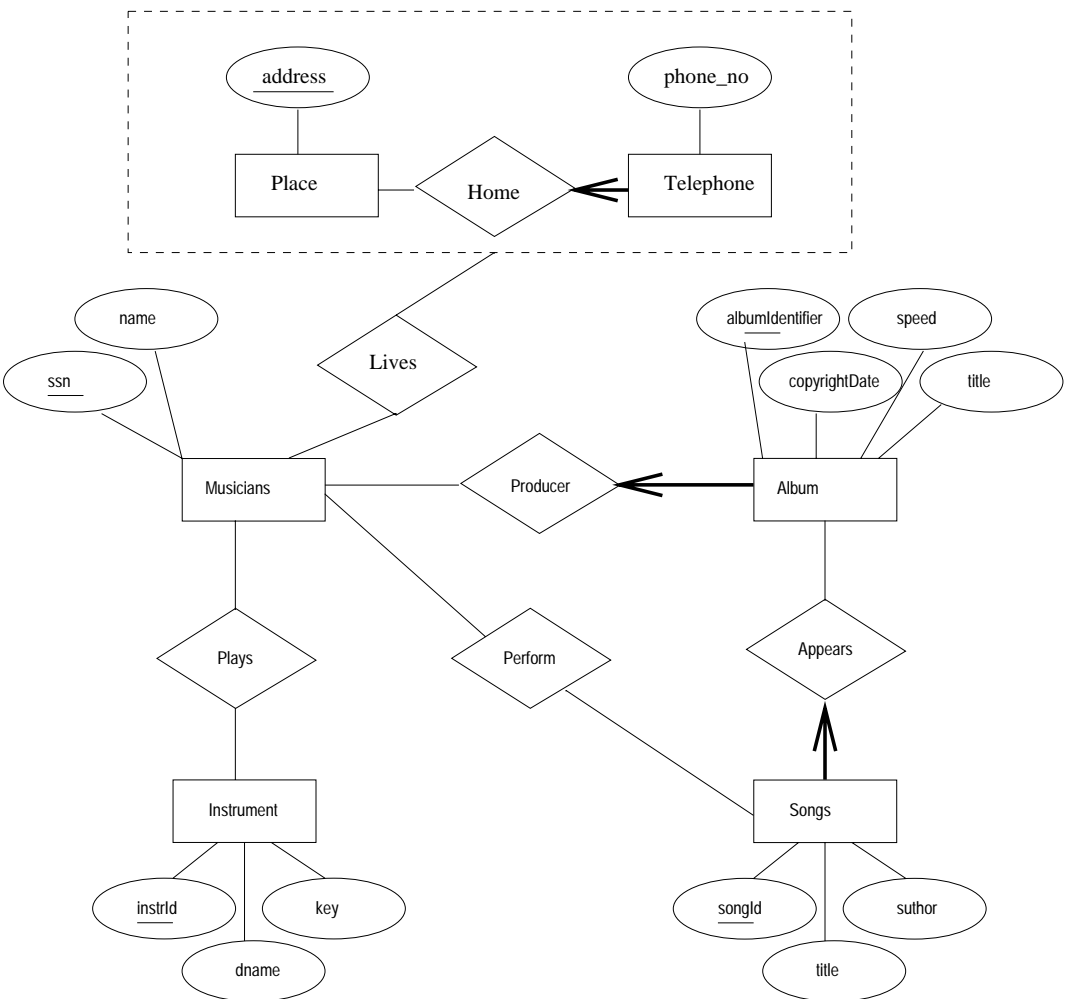 address
phone_no
Place
Home
Telephone
name
albumIdentifier
speed
ssn
Lives
copyrightDate
title
Musicians
Producer
Album
Plays
Perform
Appears
Instrument
Songs
instrId
key
songId
suthor
dname
title